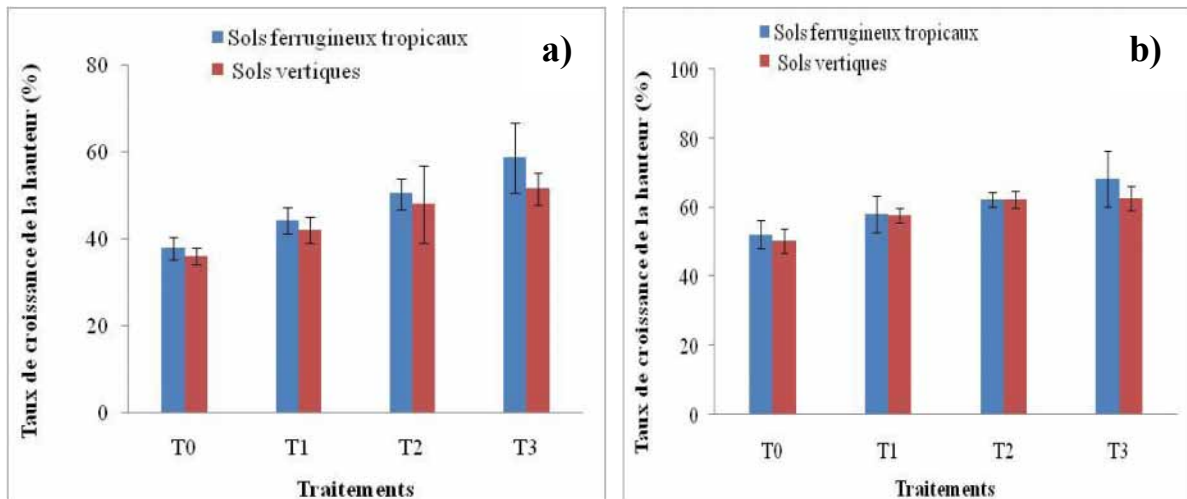 Sols ferrugineux tropicaux
Sols vertiques
a)
Taux de croissance de la hauteur (%)
80
60
40
20
0
T0 T1 T2 T3
Traitements
Sols ferrugineux tropicaux
Sols vertiques
b)
Taux de croissance de la hauteur (%)
100
80
60
40
20
0
T0 T1 T2 T3
Traitements